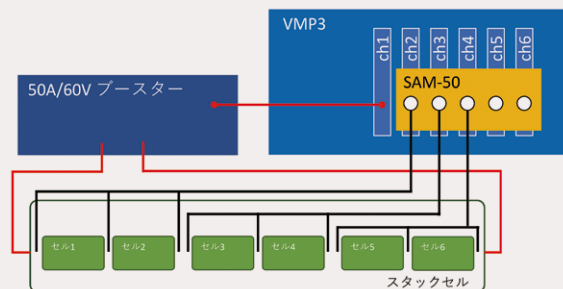 VMP3
ch1
ch2
ch3
ch4
ch5
ch6
SAM-50
50A/60V ブースター
セル1
セル2
セル3
セル4
セル5
セル6
スタックセル